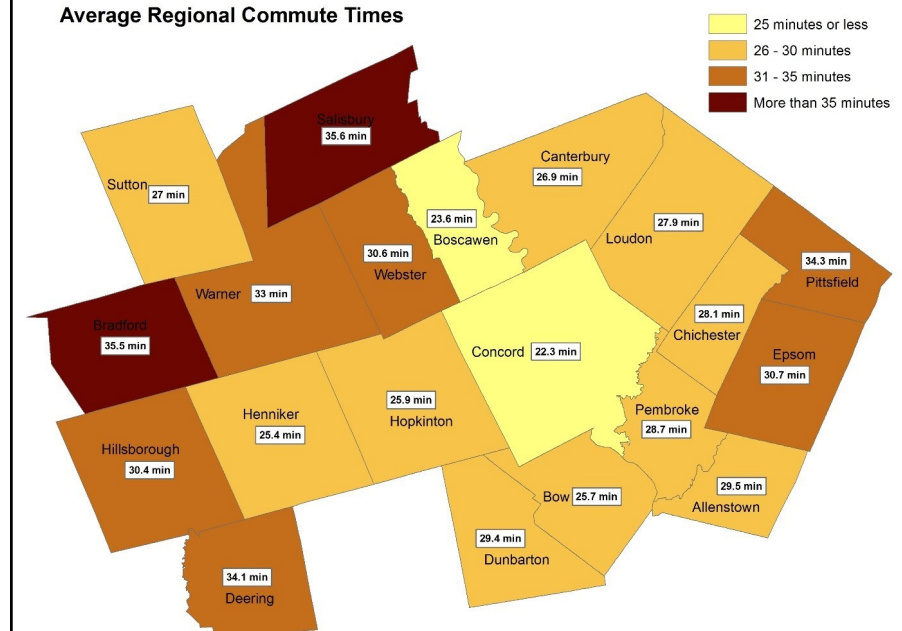 Average Regional Commute Times
25 minutes or less
26 - 30 minutes
31 - 35 minutes
More than 35 minutes
Salisbury
35.6 min
Canterbury
26.9 min
Sutton
27 min
23.6 min
Boscawen
27.9 min
Loudon
30.6 min
Webster
34.3 min
Pittsfield
Warner
33 min
28.1 min
Chichester
Bradford
35.5 min
Concord
22.3 min
Epsom
30.7 min
25.9 min
Hopkinton
Henniker
25.4 min
Pembroke
28.7 min
Hillsborough
30.4 min
29.5 min
Allenstown
Bow
25.7 min
29.4 min
Dunbarton
34.1 min
Deering